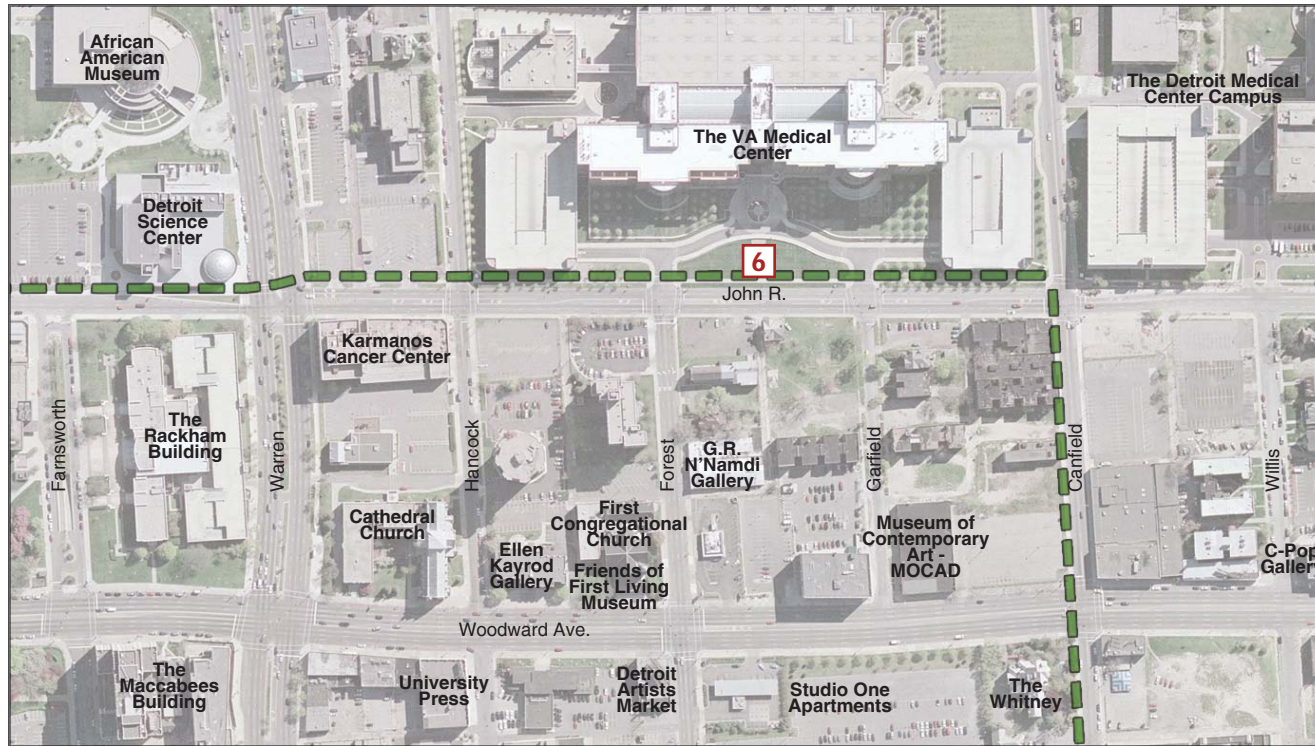 African
American
Museum
The Detroit Medical
Center Campus
The VA Medical
Center
Detroit
Science
Center
6
John R.
Karmanos
Cancer Center
Farnsworth
The
Rackham
Building
Warren
Hancock
Forest
G.R.
N'Namdi
Gallery
Garfield
Canfield
Willis
Cathedral
Church
Ellen
Kayrod
Gallery
First
Congregational
Church
Friends of
First Living
Museum
Museum of
Contemporary
Art -
MOCAD
C-Pop
Gallery
Woodward Ave.
The
Maccabees
Building
University
Press
Detroit
Artists
Market
Studio One
Apartments
The
Whitney